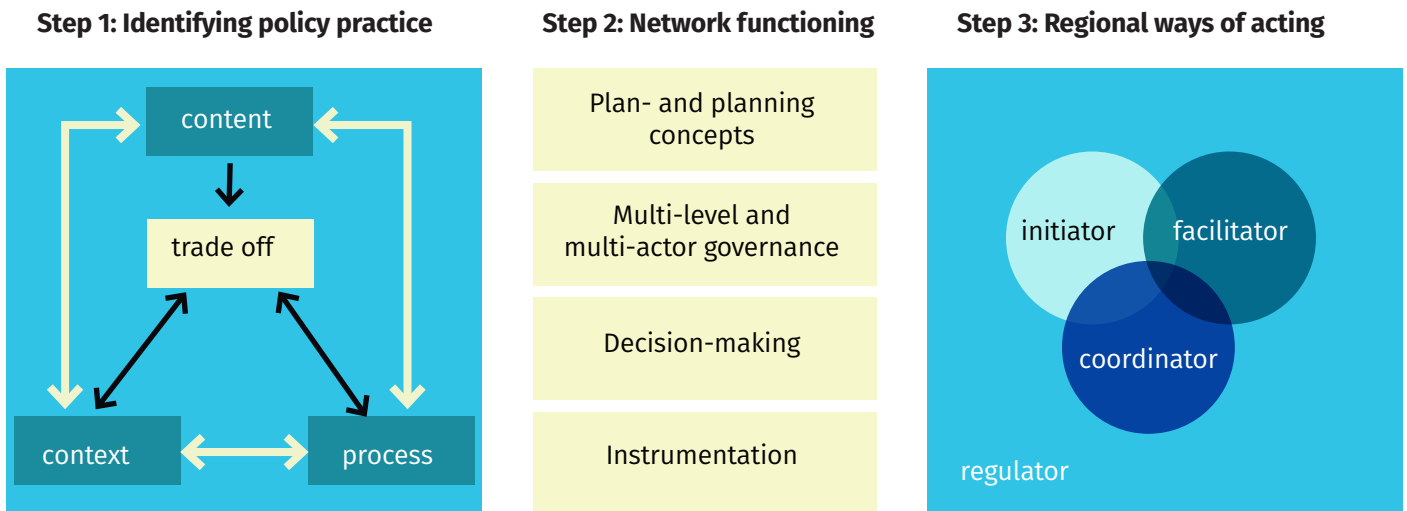 Step 1: Identifying policy practice
content
trade off
context
process
Step 2: Network functioning
Plan- and planning
concepts
Multi-level and
multi-actor governance
Decision-making
Instrumentation
Step 3: Regional ways of acting
initiator
facilitator
coordinator
regulator